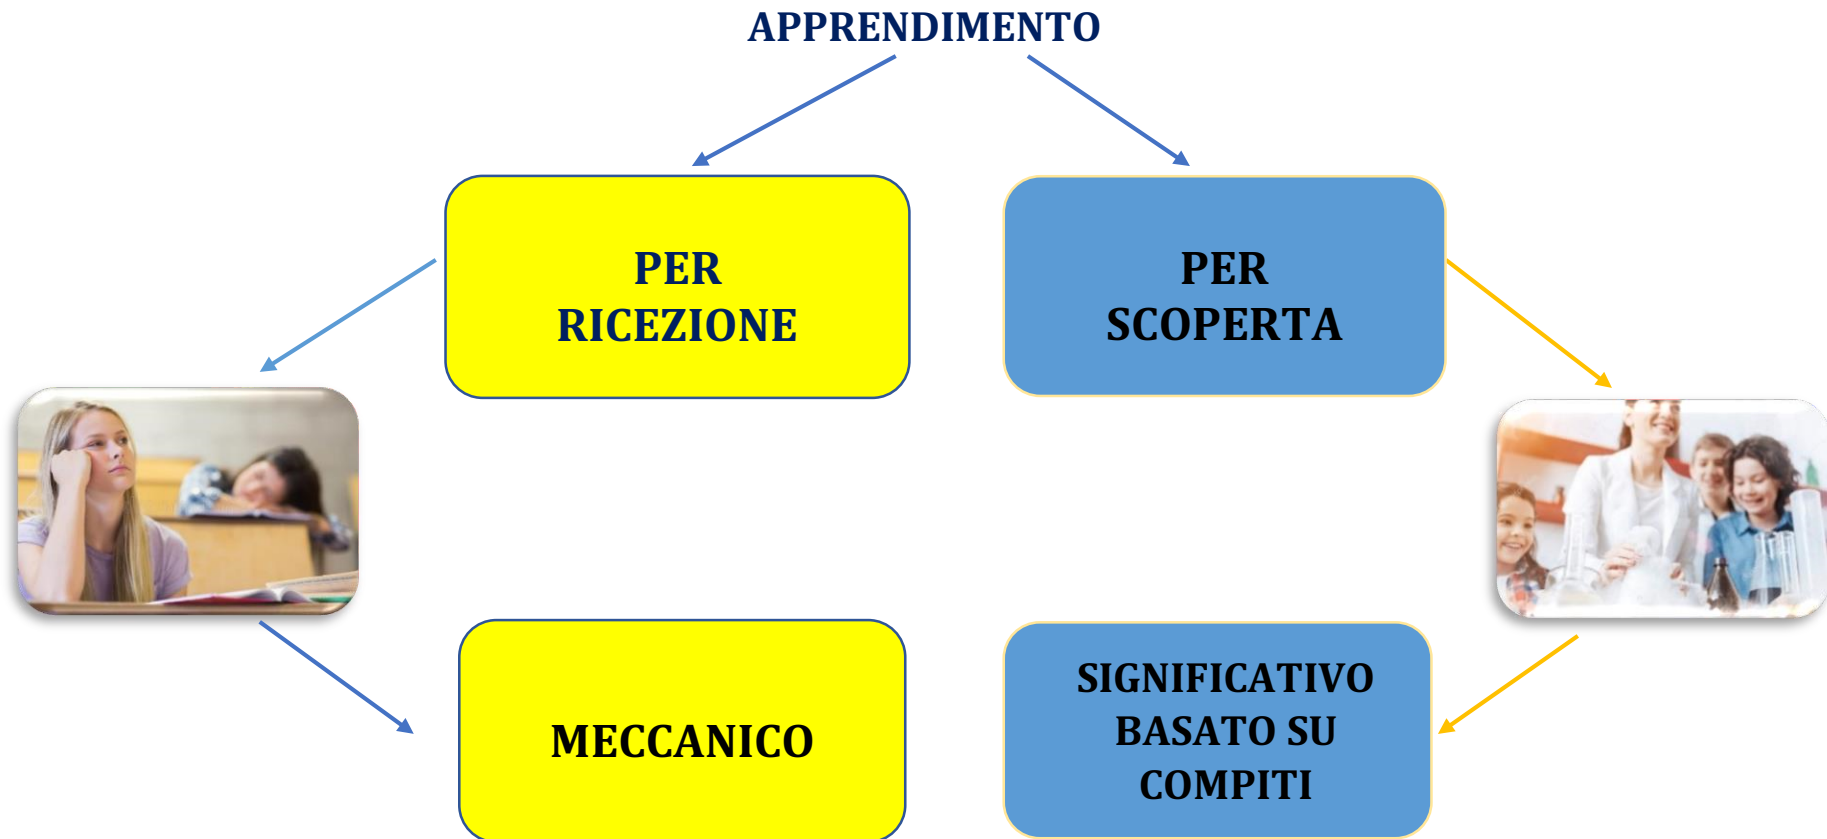 APPRENDIMENTO
PER
RICEZIONE
PER
SCOPERTA
MECCANICO
SIGNIFICATIVO
BASATO SU
COMPITI